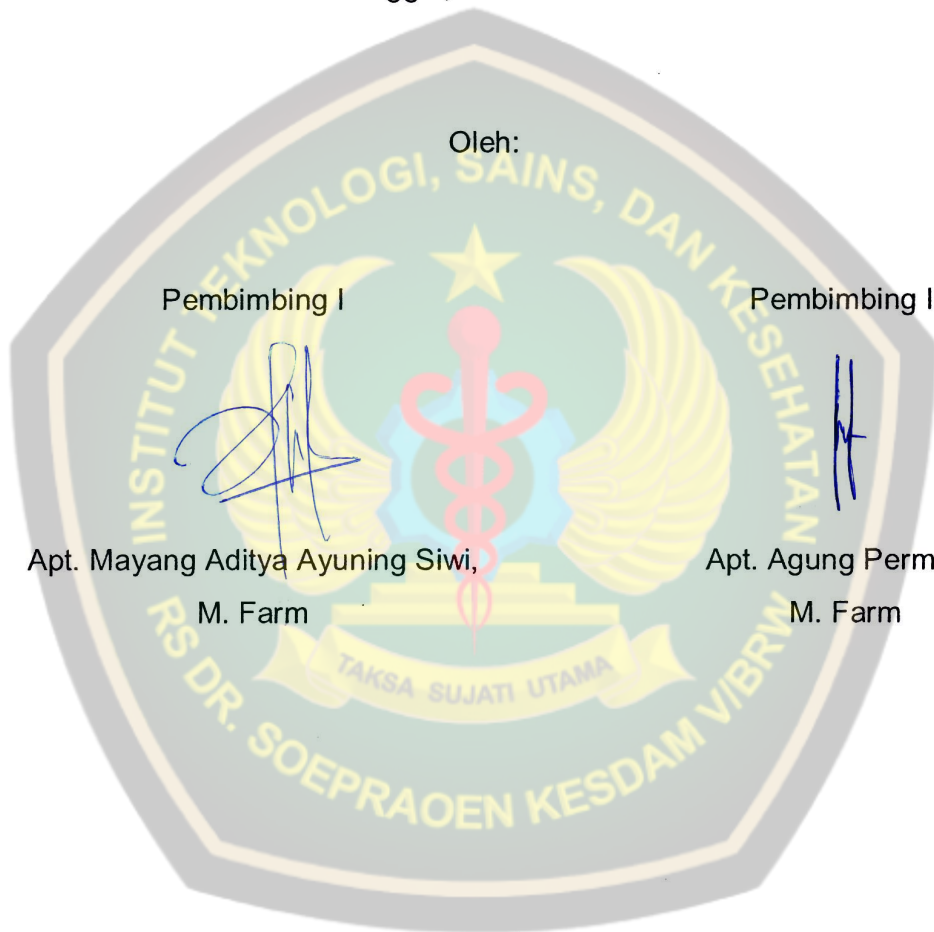 Oleh:
Pembimbing I Pembimbing I
Apt. Mayang Aditya Ayuning Siwi, Apt. Agung Perm
M. Farm M. Farm
INSTITUT TEKNOLOGI, SAINS, DAN KESEHATAN
RS DR. SOEPRAOEN KESDAM V/BRW
TAKSA SUJATI UTAMA